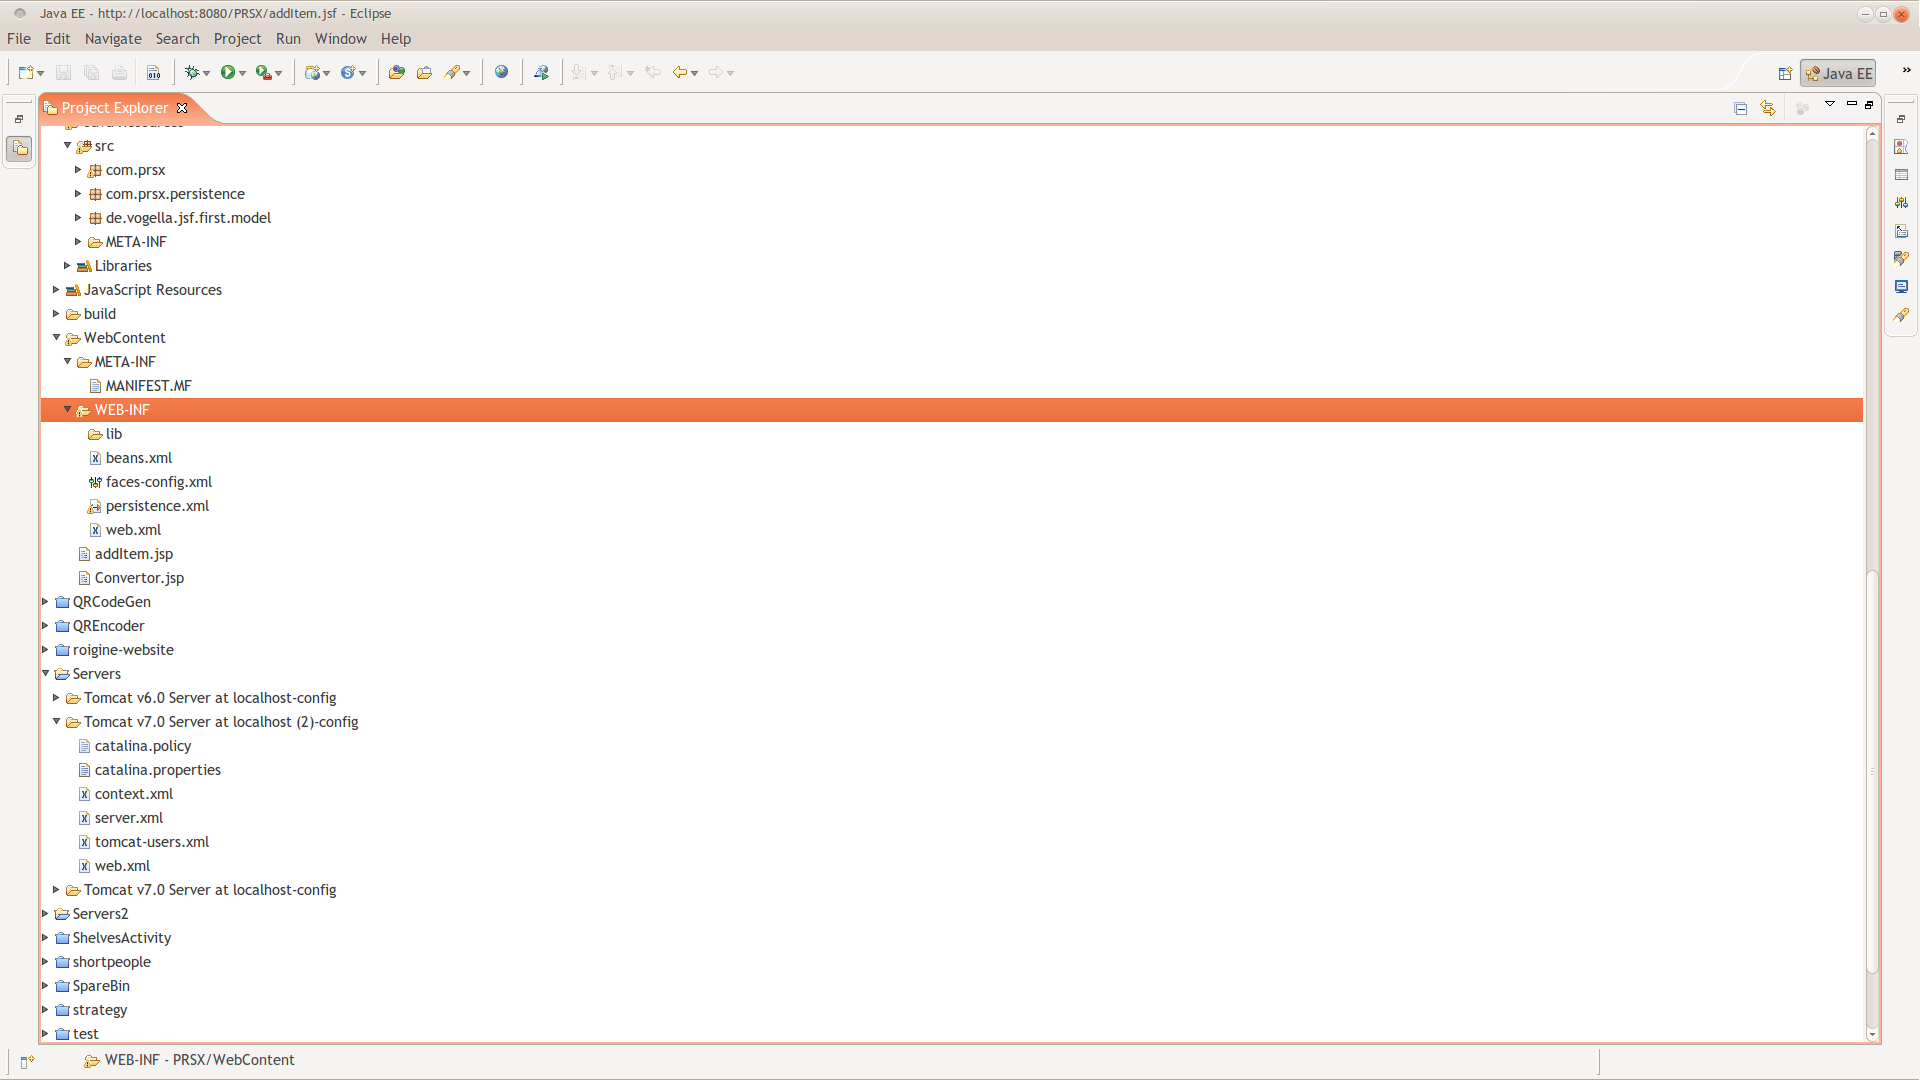 Java EE - http://localhost:8080/PRSX/addItem.jsf - Eclipse
File Edit Navigate Search Project Run Window Help
Java EE
Project Explorer
Java Resources
src
com.prsx
com.prsx.persistence
de.vogella.jsf.first.model
META-INF
Libraries
JavaScript Resources
build
WebContent
META-INF
MANIFEST.MF
WEB-INF
lib
beans.xml
faces-config.xml
persistence.xml
web.xml
addItem.jsp
Convertor.jsp
QRCodeGen
QREncoder
roigine-website
Servers
Tomcat v6.0 Server at localhost-config
Tomcat v7.0 Server at localhost (2)-config
catalina.policy
catalina.properties
context.xml
server.xml
tomcat-users.xml
web.xml
Tomcat v7.0 Server at localhost-config
Servers2
ShelvesActivity
shortpeople
SpareBin
strategy
test
WEB-INF - PRSX/WebContent